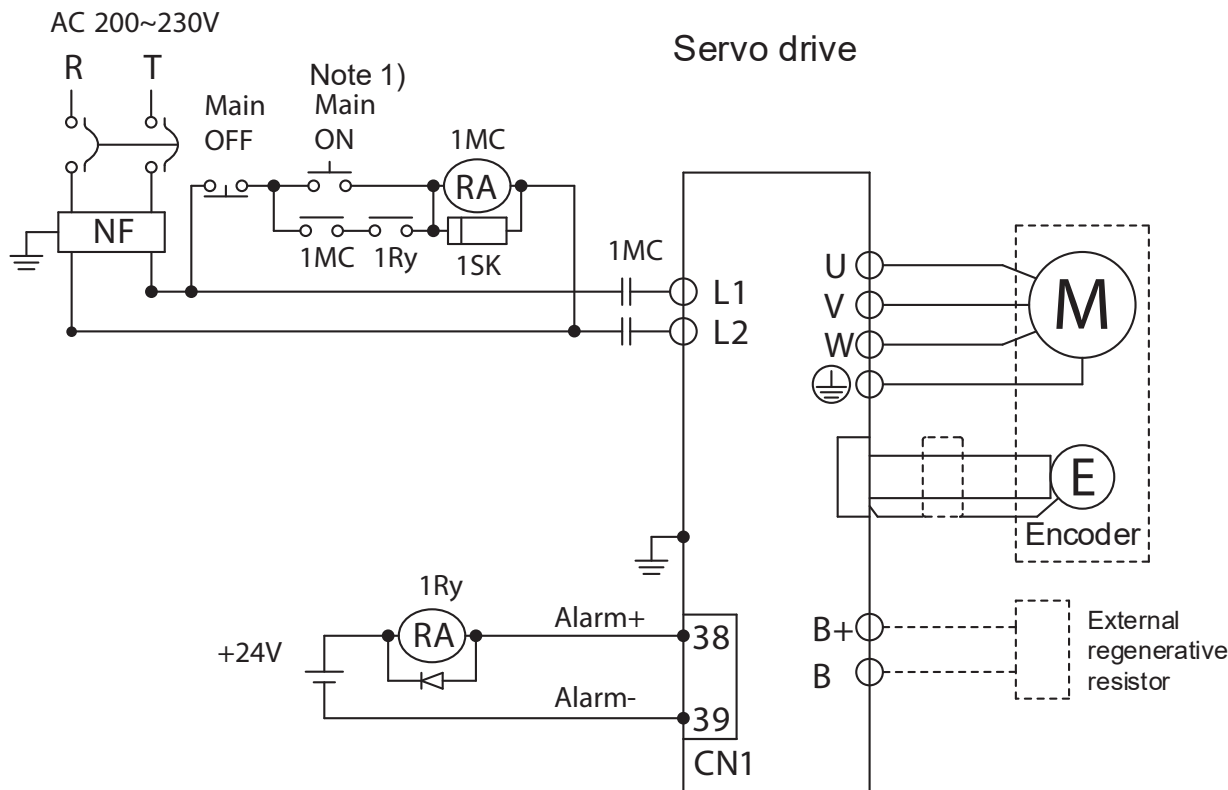 AC 200~230V
R
T
Servo drive
Note 1)
Main
OFF
Main
ON
1MC
RA
NF
1MC
1Ry
1SK
1MC
L1
L2
U
V
W
M
E
Encoder
1Ry
RA
+24V
Alarm+
38
Alarm-
39
CN1
B+
B
External
regenerative
resistor